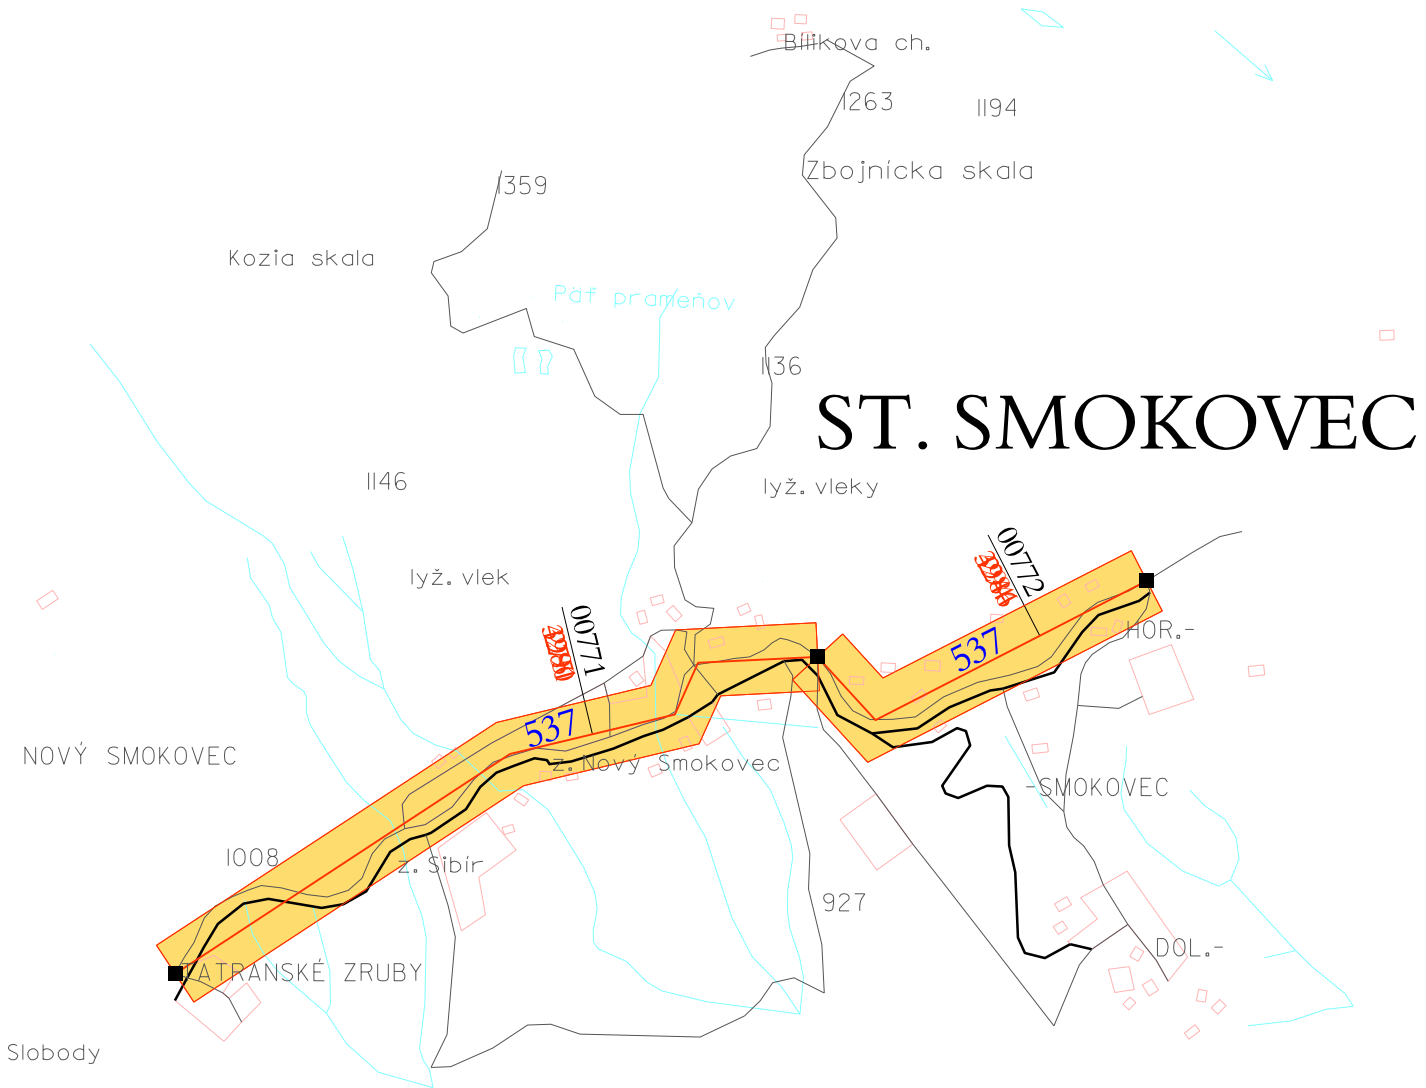 Bílikova ch.
1263
1194
Zbojnícka skala
1359
Kozia skala
Päť prameňov
1136
ST. SMOKOVEC
1146
lyž. vleky
lyž. vlek
00772
00771
537
HOR.-
537
NOVÝ SMOKOVEC
z. Nový Smokovec
-SMOKOVEC
1008
z. Sibír
927
DOL.-
TATRANSKÉ ZRUBY
Slobody